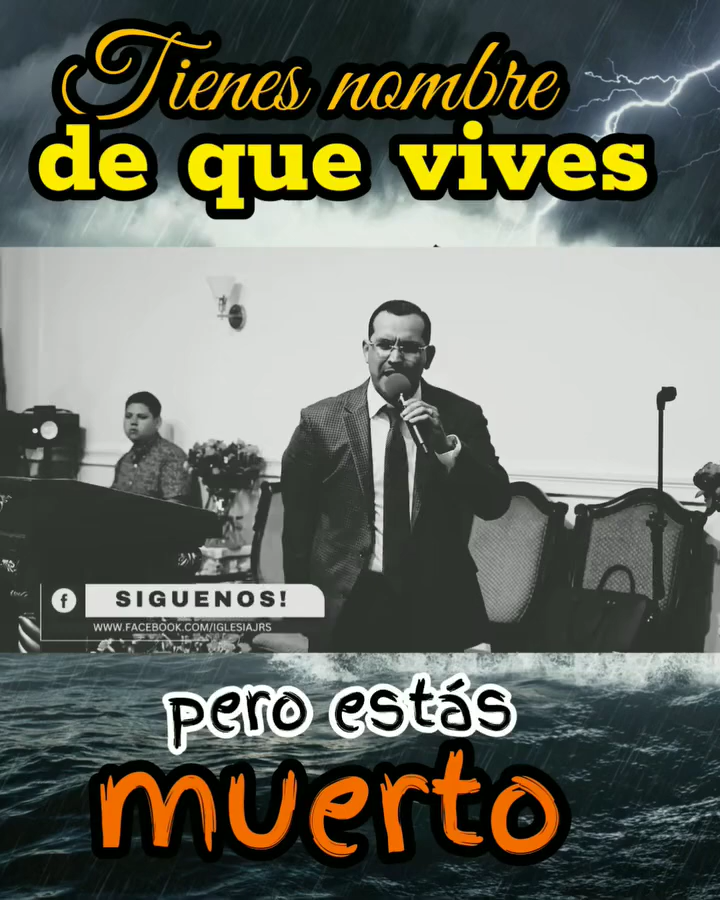 Tienes nombre
de que vives
f
SIGUENOS!
WWW.FACEBOOK.COM/IGLESIAJRS
pero estás
muerto